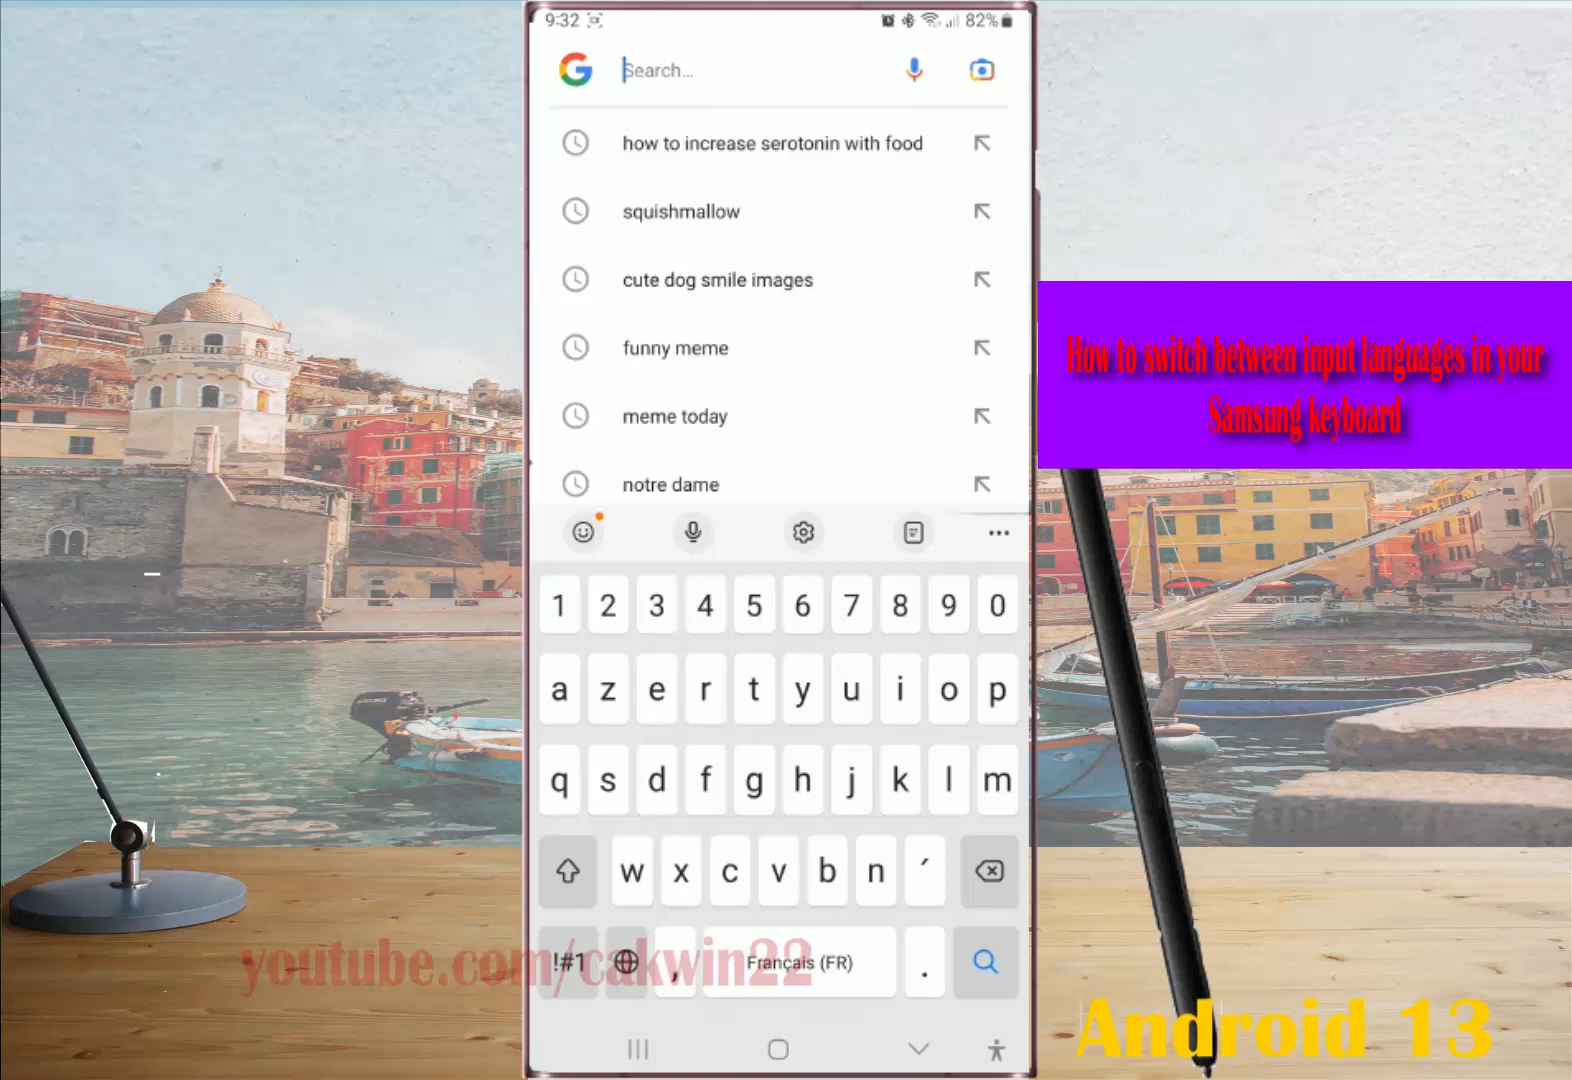 9:32
82%
Search...
how to increase serotonin with food
squishmallow
cute dog smile images
funny meme
meme today
notre dame
How to switch between input languages in your
Samsung keyboard
1 2 3 4 5 6 7 8 9 0
a z e r t y u i o p
q s d f g h j k l m
w x c v b n ´
!#1 , Français (FR) .
youtube.com/cakwin22
Android 13